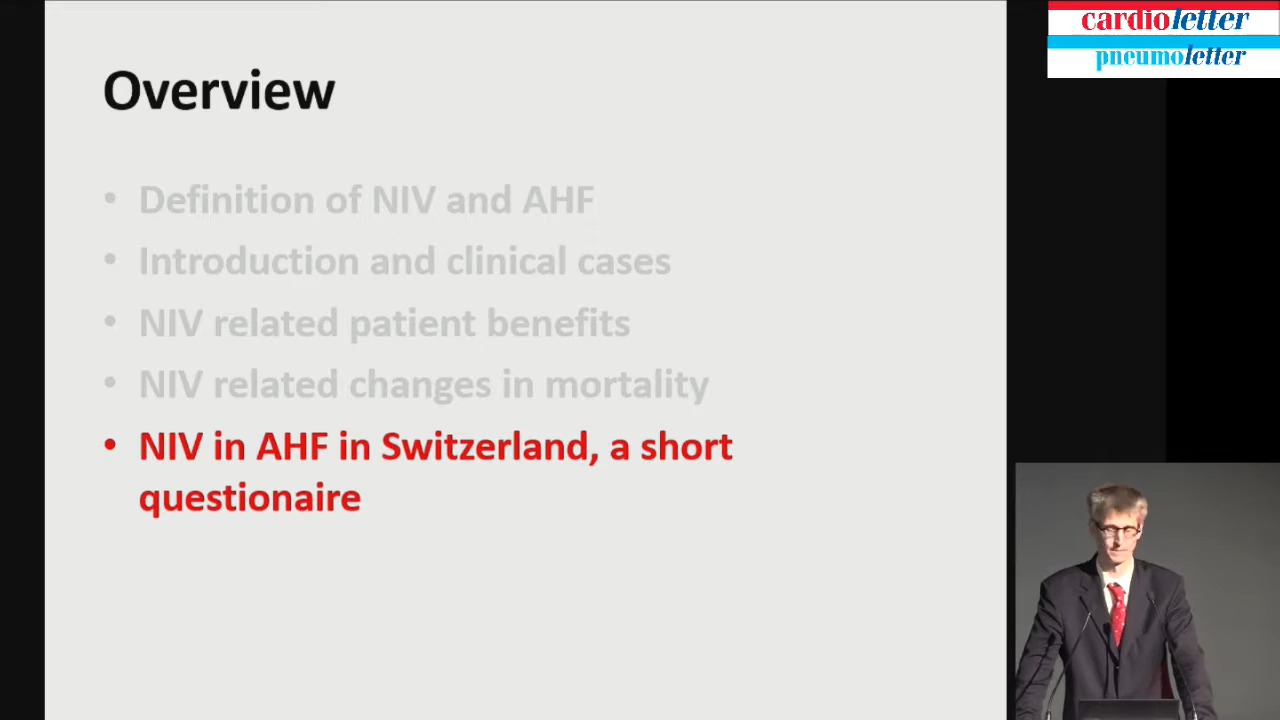 cardioletter
pneumoletter
Overview
• Definition of NIV and AHF
• Introduction and clinical cases
• NIV related patient benefits
• NIV related changes in mortality
• NIV in AHF in Switzerland, a short
questionaire